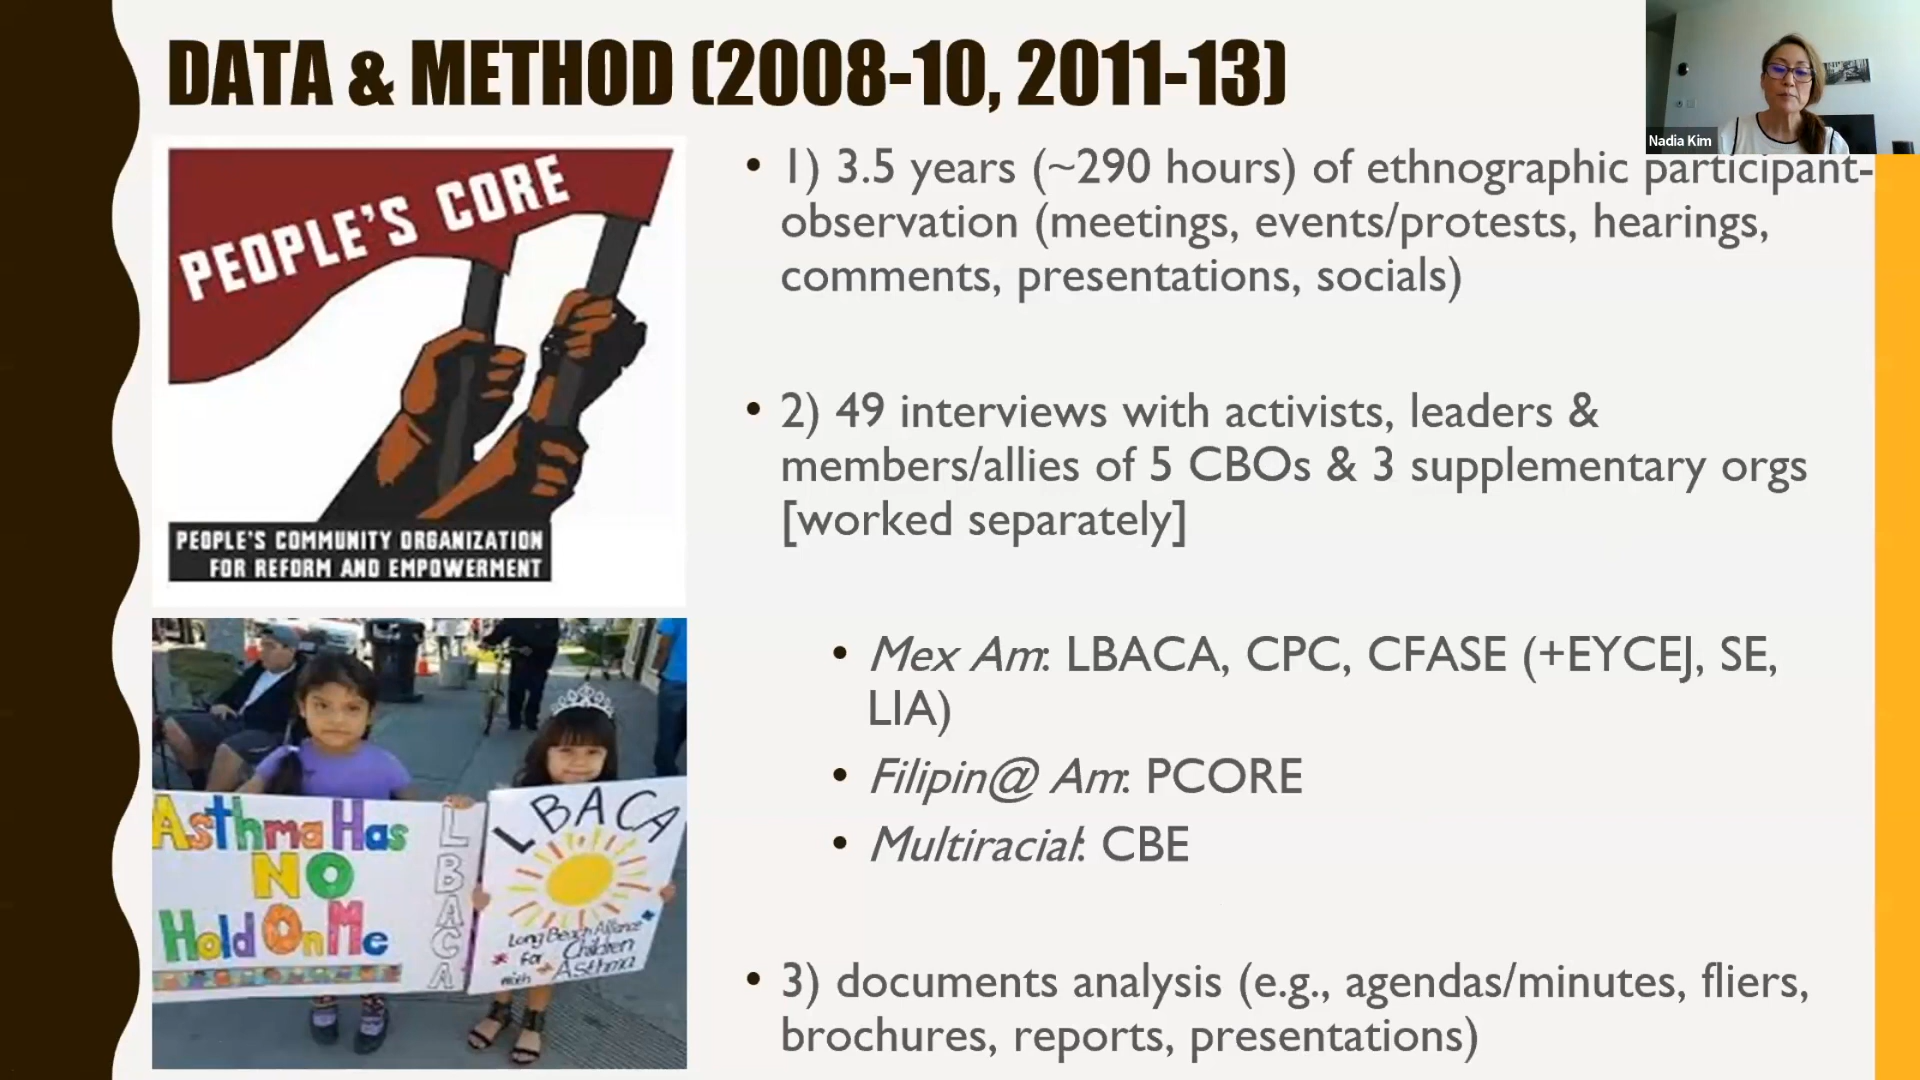 DATA & METHOD (2008-10, 2011-13)
Nadia Kim
PEOPLE'S CORE
PEOPLE'S COMMUNITY ORGANIZATION
FOR REFORM AND EMPOWERMENT
Asthma Has
NO
Hold On Me
LBACA
LBACA
Long Beach Alliance
for Children
with Asthma
• 1) 3.5 years (~290 hours) of ethnographic participant-
observation (meetings, events/protests, hearings,
comments, presentations, socials)
• 2) 49 interviews with activists, leaders &
members/allies of 5 CBOs & 3 supplementary orgs
[worked separately]
• Mex Am: LBACA, CPC, CFASE (+EYCEJ, SE,
LIA)
• Filipin@ Am: PCORE
• Multiracial: CBE
• 3) documents analysis (e.g., agendas/minutes, fliers,
brochures, reports, presentations)